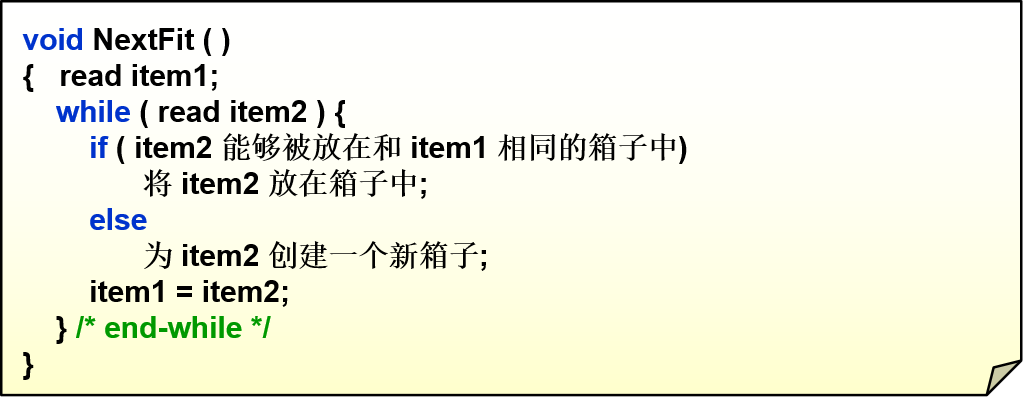 void NextFit ( )
{ read item1;
while ( read item2 ) {
if ( item2 能够被放在和 item1 相同的箱子中)
将 item2 放在箱子中;
else
为 item2 创建一个新箱子;
item1 = item2;
} /* end-while */
}